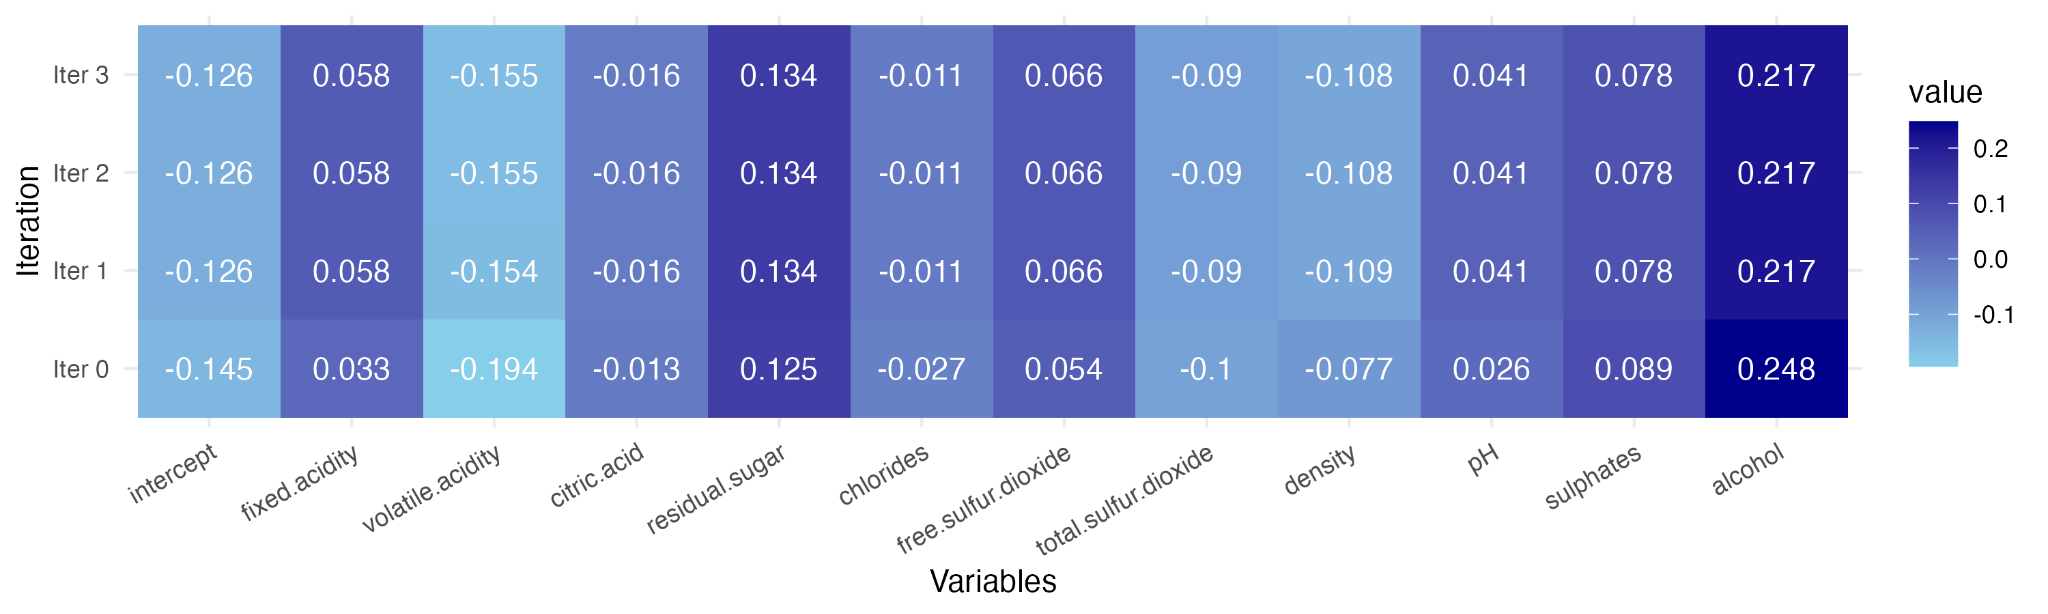 Iter 3 -0.126 0.058 -0.155 -0.016 0.134 -0.011 0.066 -0.09 -0.108 0.041 0.078 0.217
Iter 2 -0.126 0.058 -0.155 -0.016 0.134 -0.011 0.066 -0.09 -0.108 0.041 0.078 0.217
Iter 1 -0.126 0.058 -0.154 -0.016 0.134 -0.011 0.066 -0.09 -0.109 0.041 0.078 0.217
Iter 0 -0.145 0.033 -0.194 -0.013 0.125 -0.027 0.054 -0.1 -0.077 0.026 0.089 0.248
Iteration
intercept
fixed.acidity
volatile.acidity
citric.acid
residual.sugar
chlorides
free.sulfur.dioxide
total.sulfur.dioxide
density
pH
sulphates
alcohol
Variables
value
0.2
0.1
0.0
-0.1